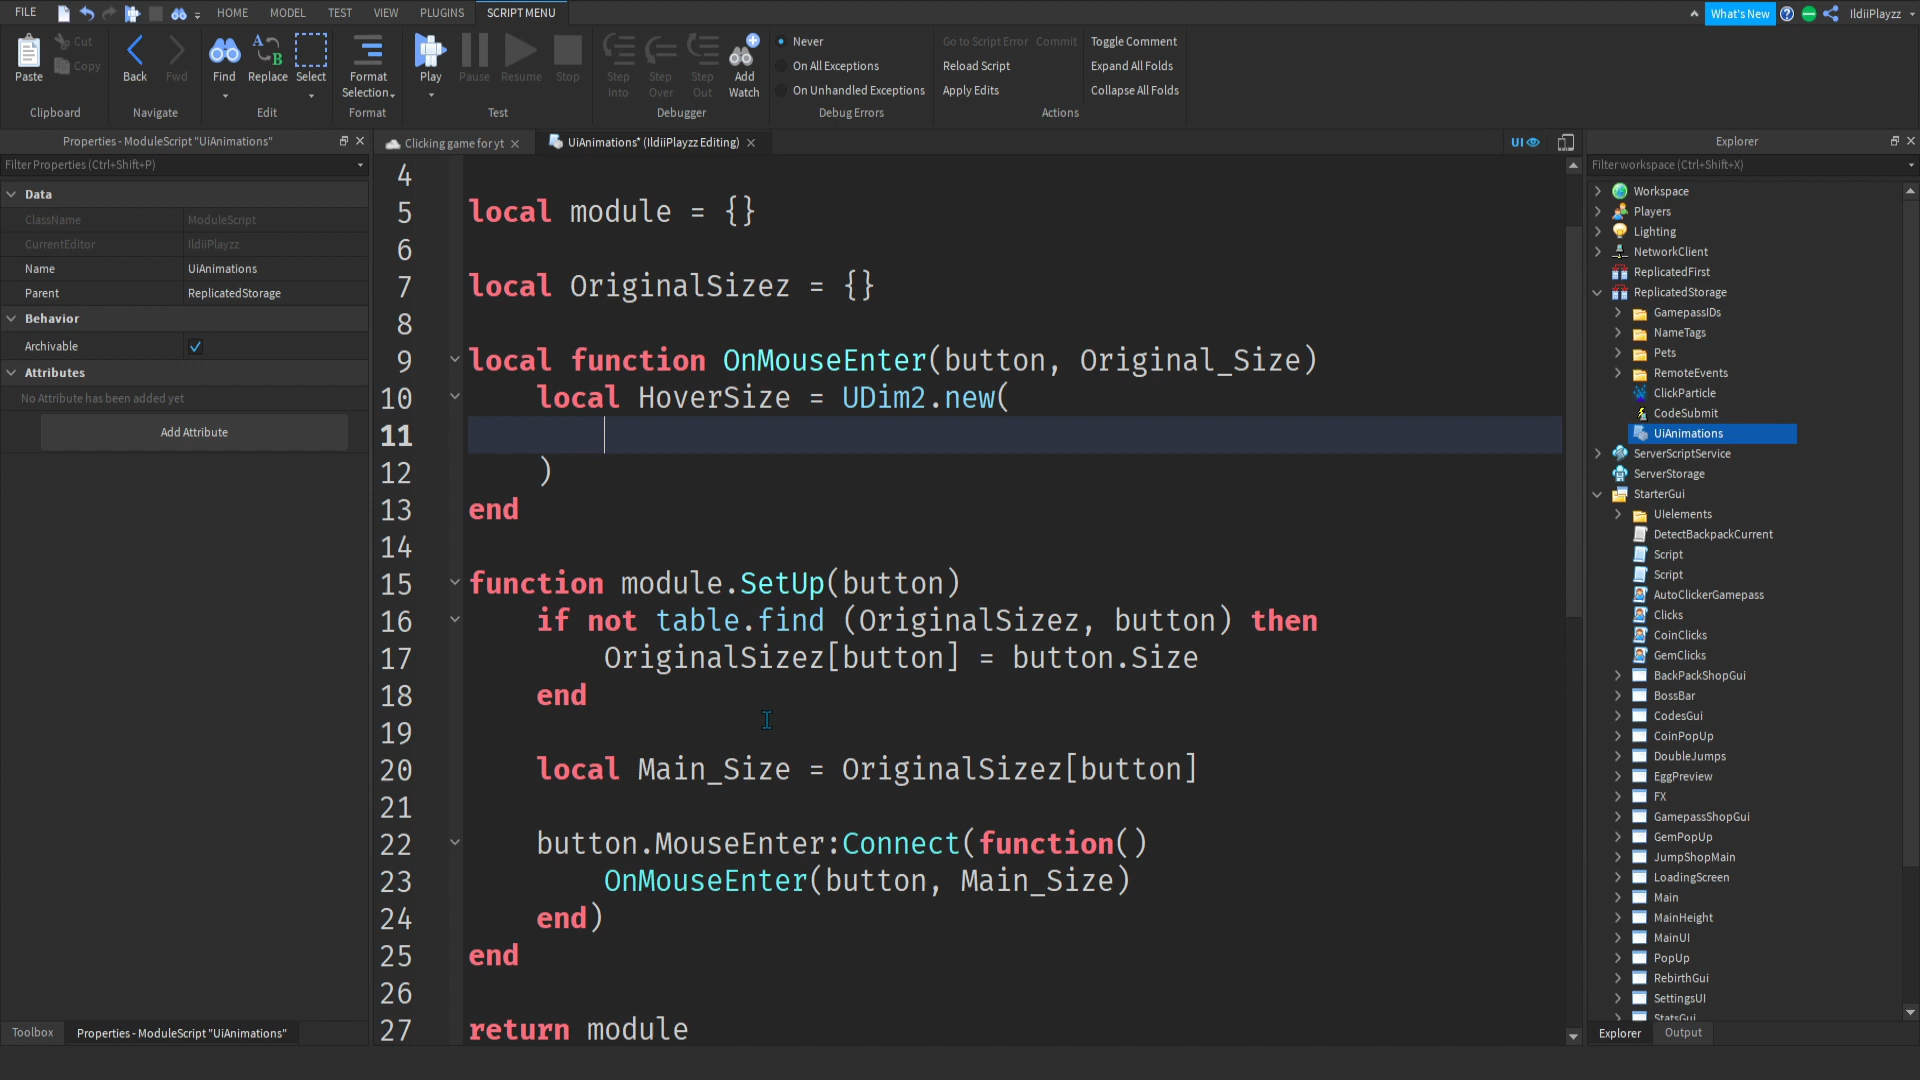 FILE HOME MODEL TEST VIEW PLUGINS SCRIPT MENU What's New IldiiPlayzz
Paste Cut Copy Clipboard
Back Fwd Navigate
Find Replace Select Edit
Format Selection Format
Play Pause Resume Stop Test
Step Into Step Over Step Out Add Watch Debugger
Never
On All Exceptions
On Unhandled Exceptions
Debug Errors
Go to Script Error Commit Toggle Comment
Reload Script Expand All Folds
Apply Edits Collapse All Folds
Actions
Properties - ModuleScript "UiAnimations"
Filter Properties (Ctrl+Shift+P)
Data
ClassName ModuleScript
CurrentEditor IldiiPlayzz
Name UiAnimations
Parent ReplicatedStorage
Behavior
Archivable
Attributes
No Attribute has been added yet
Add Attribute
Toolbox Properties - ModuleScript "UiAnimations"
Clicking game for yt UiAnimations* (IldiiPlayzz Editing) UI
4
5 local module = {}
6
7 local OriginalSizez = {}
8
9 local function OnMouseEnter(button, Original_Size)
10 local HoverSize = UDim2.new(
11
12 )
13 end
14
15 function module.SetUp(button)
16 if not table.find (OriginalSizez, button) then
17 OriginalSizez[button] = button.Size
18 end
19
20 local Main_Size = OriginalSizez[button]
21
22 button.MouseEnter:Connect(function()
23 OnMouseEnter(button, Main_Size)
24 end)
25 end
26
27 return module
Explorer
Filter workspace (Ctrl+Shift+X)
Workspace
Players
Lighting
NetworkClient
ReplicatedFirst
ReplicatedStorage
GamepassIDs
NameTags
Pets
RemoteEvents
ClickParticle
CodeSubmit
UiAnimations
ServerScriptService
ServerStorage
StarterGui
UIelements
DetectBackpackCurrent
Script
Script
AutoClickerGamepass
Clicks
CoinClicks
GemClicks
BackPackShopGui
BossBar
CodesGui
CoinPopUp
DoubleJumps
EggPreview
FX
GamepassShopGui
GemPopUp
JumpShopMain
LoadingScreen
Main
MainHeight
MainUI
PopUp
RebirthGui
SettingsUI
StatsGui
Explorer Output